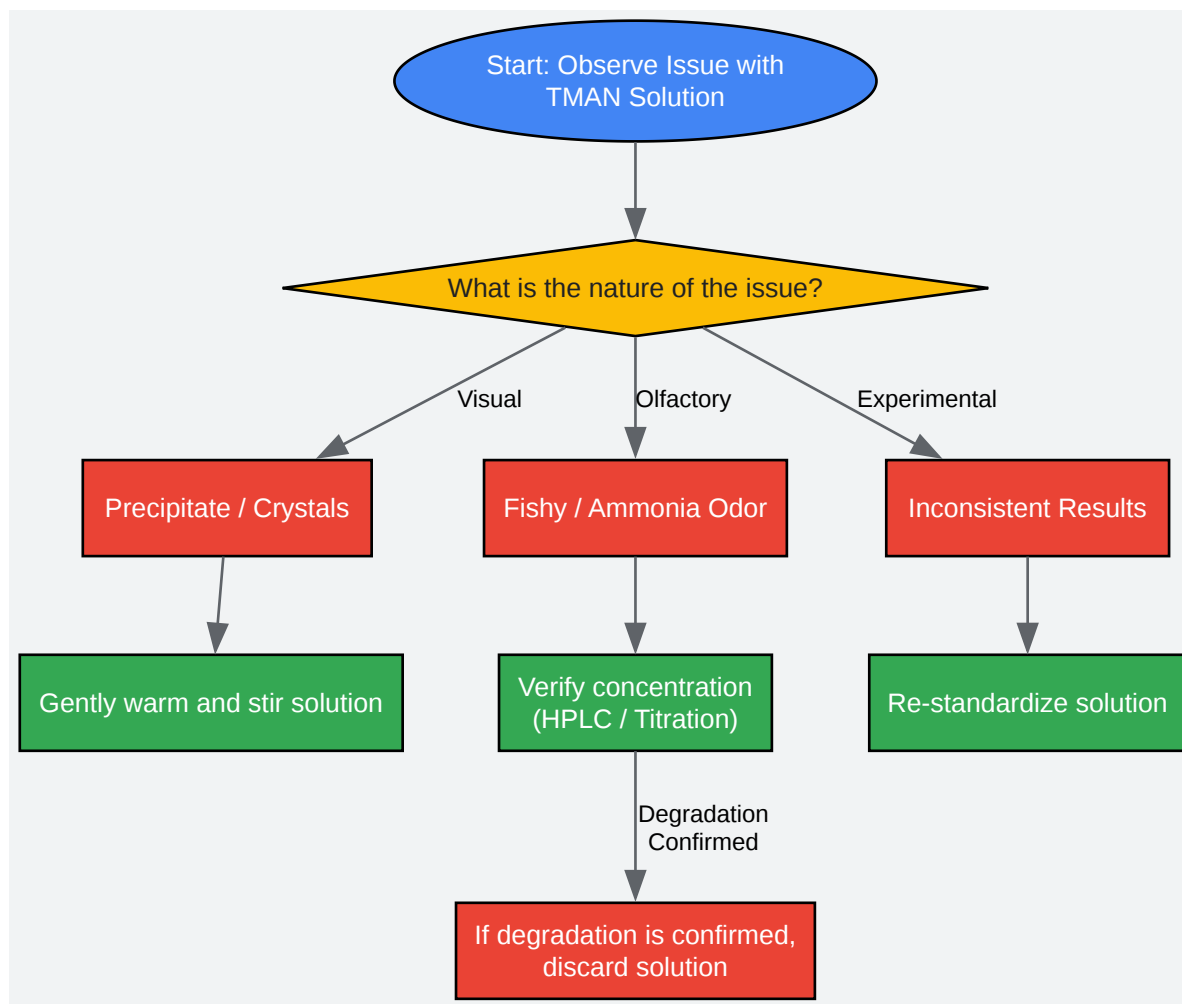 Start: Observe Issue with
TMAN Solution
What is the nature of the issue?
Visual
Olfactory
Experimental
Precipitate / Crystals
Fishy / Ammonia Odor
Inconsistent Results
Gently warm and stir solution
Verify concentration
(HPLC / Titration)
Re-standardize solution
Degradation
Confirmed
If degradation is confirmed,
discard solution